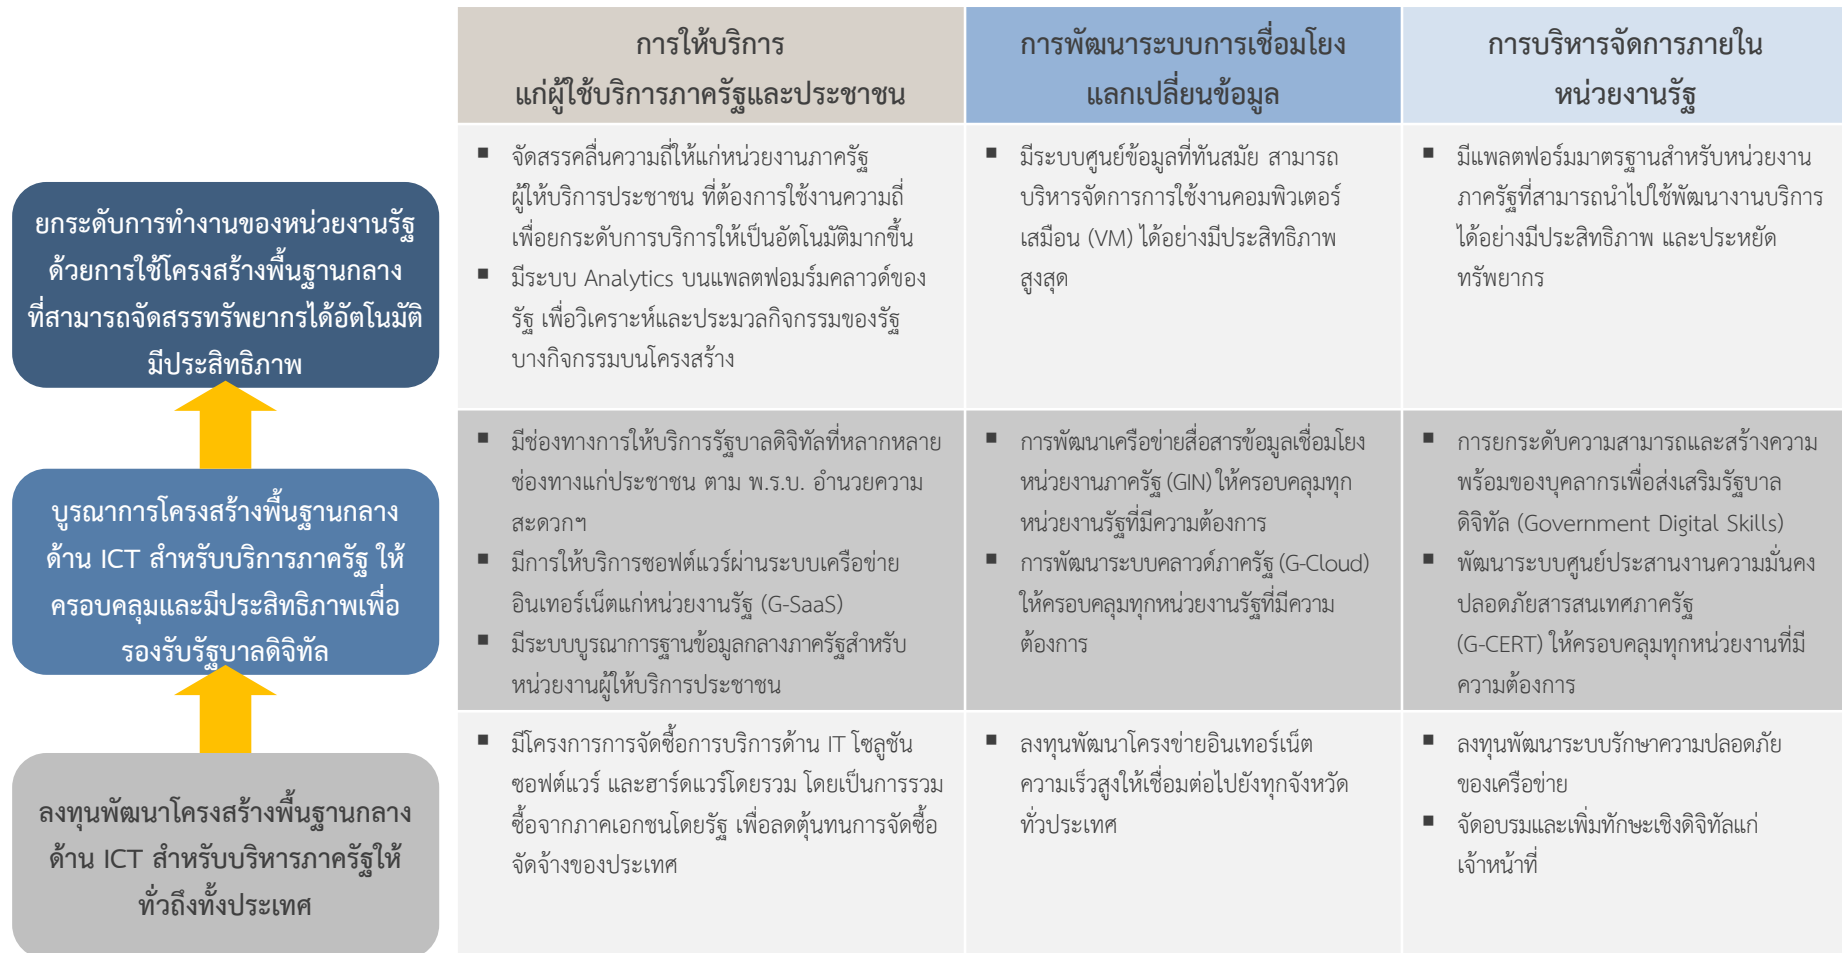 การให้บริการ
แก่ผู้ใช้บริการภาครัฐและประชาชน
การพัฒนาระบบการเชื่อมโยง
แลกเปลี่ยนข้อมูล
การบริหารจัดการภายใน
หน่วยงานรัฐ
ยกระดับการทำงานของหน่วยงานรัฐ
ด้วยการใช้โครงสร้างพื้นฐานกลาง
ที่สามารถจัดสรรทรัพยากรได้อัตโนมัติ
มีประสิทธิภาพ
▪ จัดสรรคลื่นความถี่ให้แก่หน่วยงานภาครัฐ
ผู้ให้บริการประชาชน ที่ต้องการใช้งานความถี่
เพื่อยกระดับการบริการให้เป็นอัตโนมัติมากขึ้น
▪ มีระบบ Analytics บนแพลตฟอมร์มคลาวด์ของ
รัฐ เพื่อวิเคราะห์และประมวลกิจกรรมของรัฐ
บางกิจกรรมบนโครงสร้าง
▪ มีระบบศูนย์ข้อมูลที่ทันสมัย สามารถ
บริหารจัดการการใช้งานคอมพิวเตอร์
เสมือน (VM) ได้อย่างมีประสิทธิภาพ
สูงสุด
▪ มีแพลตฟอร์มมาตรฐานสำหรับหน่วยงาน
ภาครัฐที่สามารถนำไปใช้พัฒนางานบริการ
ได้อย่างมีประสิทธิภาพ และประหยัด
ทรัพยากร
บูรณาการโครงสร้างพื้นฐานกลาง
ด้าน ICT สำหรับบริการภาครัฐ ให้
ครอบคลุมและมีประสิทธิภาพเพื่อ
รองรับรัฐบาลดิจิทัล
▪ มีช่องทางการให้บริการรัฐบาลดิจิทัลที่หลากหลาย
ช่องทางแก่ประชาชน ตาม พ.ร.บ. อำนวยความ
สะดวกฯ
▪ มีการให้บริการซอฟต์แวร์ผ่านระบบเครือข่าย
อินเทอร์เน็ตแก่หน่วยงานรัฐ (G-SaaS)
▪ มีระบบบูรณาการฐานข้อมูลกลางภาครัฐสำหรับ
หน่วยงานผู้ให้บริการประชาชน
▪ การพัฒนาเครือข่ายสื่อสารข้อมูลเชื่อมโยง
หน่วยงานภาครัฐ (GIN) ให้ครอบคลุมทุก
หน่วยงานรัฐที่มีความต้องการ
▪ การพัฒนาระบบคลาวด์ภาครัฐ (G-Cloud)
ให้ครอบคลุมทุกหน่วยงานรัฐที่มีความ
ต้องการ
▪ การยกระดับความสามารถและสร้างความ
พร้อมของบุคลากรเพื่อส่งเสริมรัฐบาล
ดิจิทัล (Government Digital Skills)
▪ พัฒนาระบบศูนย์ประสานงานความมั่นคง
ปลอดภัยสารสนเทศภาครัฐ
(G-CERT) ให้ครอบคลุมทุกหน่วยงานที่มี
ความต้องการ
ลงทุนพัฒนาโครงสร้างพื้นฐานกลาง
ด้าน ICT สำหรับบริหารภาครัฐให้
ทั่วถึงทั้งประเทศ
▪ มีโครงการการจัดซื้อการบริการด้าน IT โซลูชัน
ซอฟต์แวร์ และฮาร์ดแวร์โดยรวม โดยเป็นการรวม
ซื้อจากภาคเอกชนโดยรัฐ เพื่อลดตุ้นทนการจัดซื้อ
จัดจ้างของประเทศ
▪ ลงทุนพัฒนาโครงข่ายอินเทอร์เน็ต
ความเร็วสูงให้เชื่อมต่อไปยังทุกจังหวัด
ทั่วประเทศ
▪ ลงทุนพัฒนาระบบรักษาความปลอดภัย
ของเครือข่าย
▪ จัดอบรมและเพิ่มทักษะเชิงดิจิทัลแก่
เจ้าหน้าที่